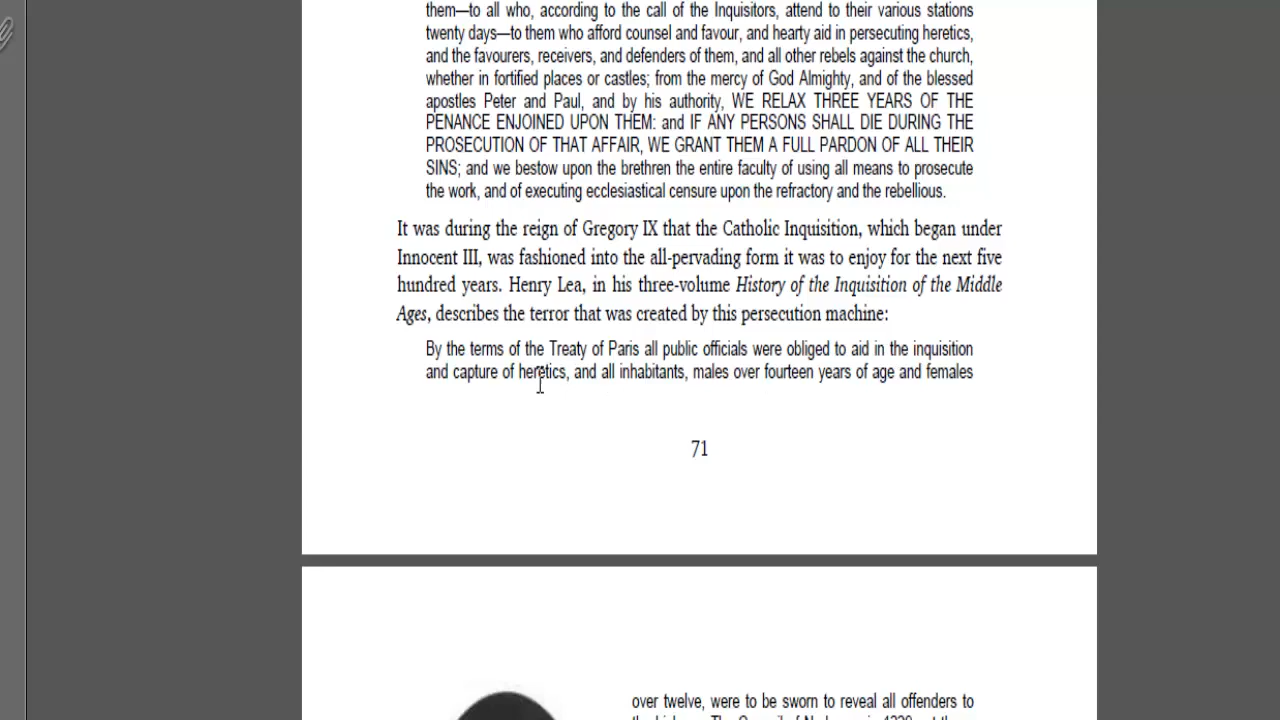 them—to all who, according to the call of the Inquisitors, attend to their various stations
twenty days—to them who afford counsel and favour, and hearty aid in persecuting heretics,
and the favourers, receivers, and defenders of them, and all other rebels against the church,
whether in fortified places or castles; from the mercy of God Almighty, and of the blessed
apostles Peter and Paul, and by his authority, WE RELAX THREE YEARS OF THE
PENANCE ENJOINED UPON THEM: and IF ANY PERSONS SHALL DIE DURING THE
PROSECUTION OF THAT AFFAIR, WE GRANT THEM A FULL PARDON OF ALL THEIR
SINS; and we bestow upon the brethren the entire faculty of using all means to prosecute
the work, and of executing ecclesiastical censure upon the refractory and the rebellious.
It was during the reign of Gregory IX that the Catholic Inquisition, which began under
Innocent III, was fashioned into the all-pervading form it was to enjoy for the next five
hundred years. Henry Lea, in his three-volume History of the Inquisition of the Middle
Ages, describes the terror that was created by this persecution machine:
By the terms of the Treaty of Paris all public officials were obliged to aid in the inquisition
and capture of heretics, and all inhabitants, males over fourteen years of age and females
71
over twelve, were to be sworn to reveal all offenders to